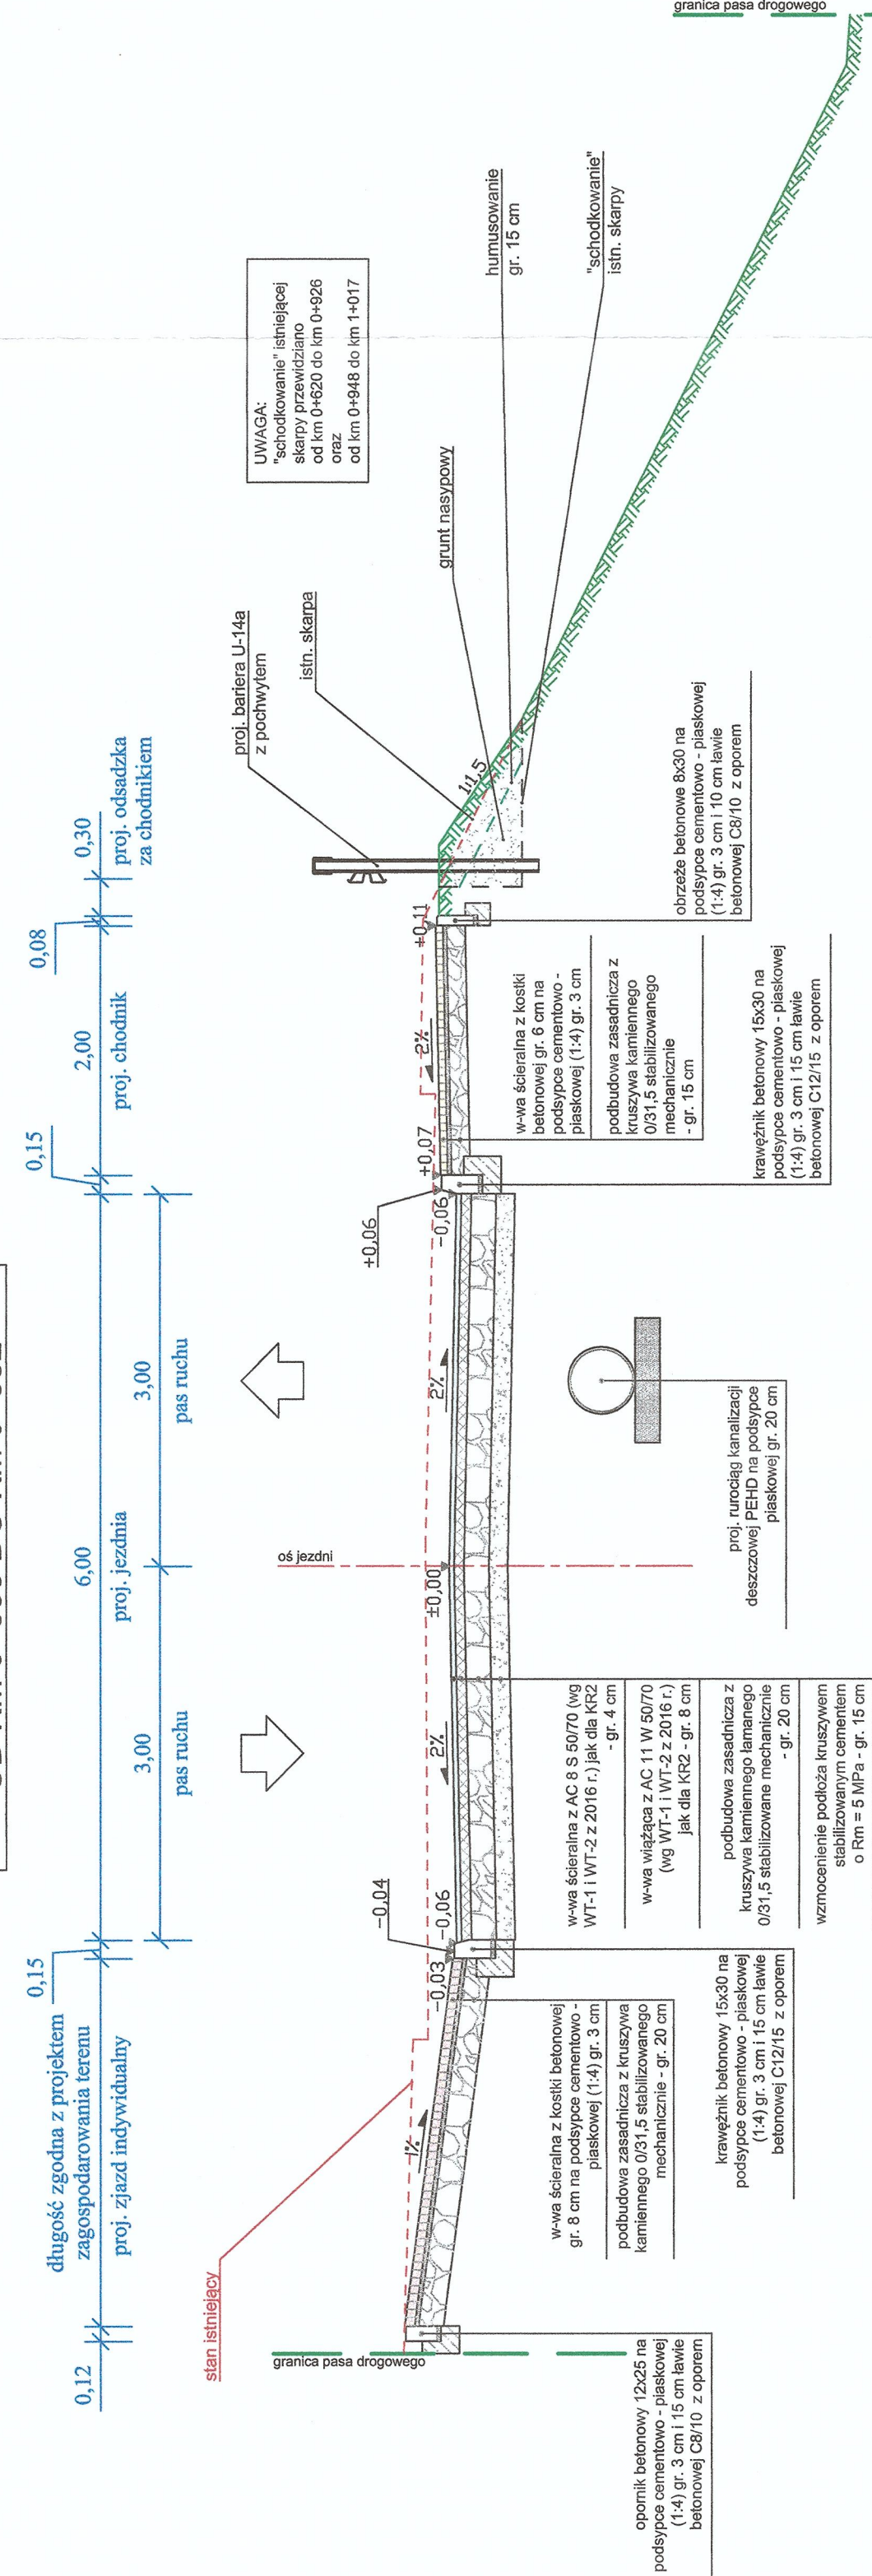 0,12
długość zgodna z projektem
zagospodarowania terenu
proj. zjazd indywidualny
0,15
6,00
proj. jezdnia
3,00
pas ruchu
3,00
pas ruchu
0,15
2,00
proj. chodnik
0,08
0,30
proj. odsadzka
za chodnikiem
stan istniejący
granica pasa drogowego
oś jezdni
proj. bariera U-14a
z pochwytem
istn. skarpa
UWAGA:
"schodkowanie" istniejącej
skarpy przewidziano
od km 0+620 do km 0+926
oraz
od km 0+948 do km 1+017
grunt nasypowy
humusowanie
gr. 15 cm
"schodkowanie"
istn. skarpy
granica pasa drogowego
1%
-0,03
-0,04
-0,06
2%
±0,00
2%
-0,06
+0,06
+0,07
2%
+0,11
1:1,5
opornik betonowy 12x25 na
podsypce cementowo - piaskowej
(1:4) gr. 3 cm i 15 cm ławie
betonowej C8/10 z oporem
w-wa ścieralna z kostki betonowej
gr. 8 cm na podsypce cementowo -
piaskowej (1:4) gr. 3 cm
podbudowa zasadnicza z kruszywa
kamiennego 0/31,5 stabilizowanego
mechanicznie - gr. 20 cm
krawężnik betonowy 15x30 na
podsypce cementowo - piaskowej
(1:4) gr. 3 cm i 15 cm ławie
betonowej C12/15 z oporem
w-wa ścieralna z AC 8 S 50/70 (wg
WT-1 i WT-2 z 2016 r.) jak dla KR2
- gr. 4 cm
w-wa wiążąca z AC 11 W 50/70
(wg WT-1 i WT-2 z 2016 r.)
jak dla KR2 - gr. 8 cm
podbudowa zasadnicza z
kruszywa kamiennego łamanego
0/31,5 stabilizowane mechanicznie
- gr. 20 cm
wzmocenienie podłoża kruszywem
stabilizowanym cementem
o Rm = 5 MPa - gr. 15 cm
proj. rurociąg kanalizacji
deszczowej PEHD na podsypce
piaskowej gr. 20 cm
w-wa ścieralna z kostki
betonowej gr. 6 cm na
podsypce cementowo -
piaskowej (1:4) gr. 3 cm
podbudowa zasadnicza z
kruszywa kamiennego
0/31,5 stabilizowanego
mechanicznie
- gr. 15 cm
krawężnik betonowy 15x30 na
podsypce cementowo - piaskowej
(1:4) gr. 3 cm i 15 cm ławie
betonowej C12/15 z oporem
obrzeże betonowe 8x30 na
podsypce cementowo - piaskowej
(1:4) gr. 3 cm i 10 cm ławie
betonowej C8/10 z oporem